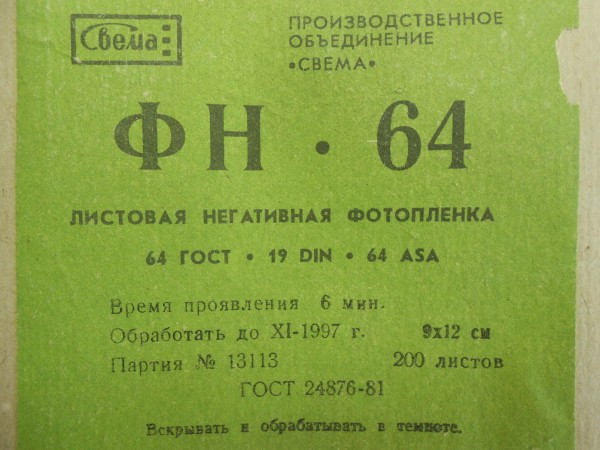 Свема
ПРОИЗВОДСТВЕННОЕ
ОБЪЕДИНЕНИЕ
•СВЕМА•
ФН · 64
ЛИСТОВАЯ НЕГАТИВНАЯ ФОТОПЛЕНКА
64 ГОСТ • 19 DIN • 64 ASA
Время проявления 6 мин.
Обработать до XI-1997 г. 9х12 см
Партия № 13113 200 листов
ГОСТ 24876-81
Вскрывать и обрабатывать в темноте.